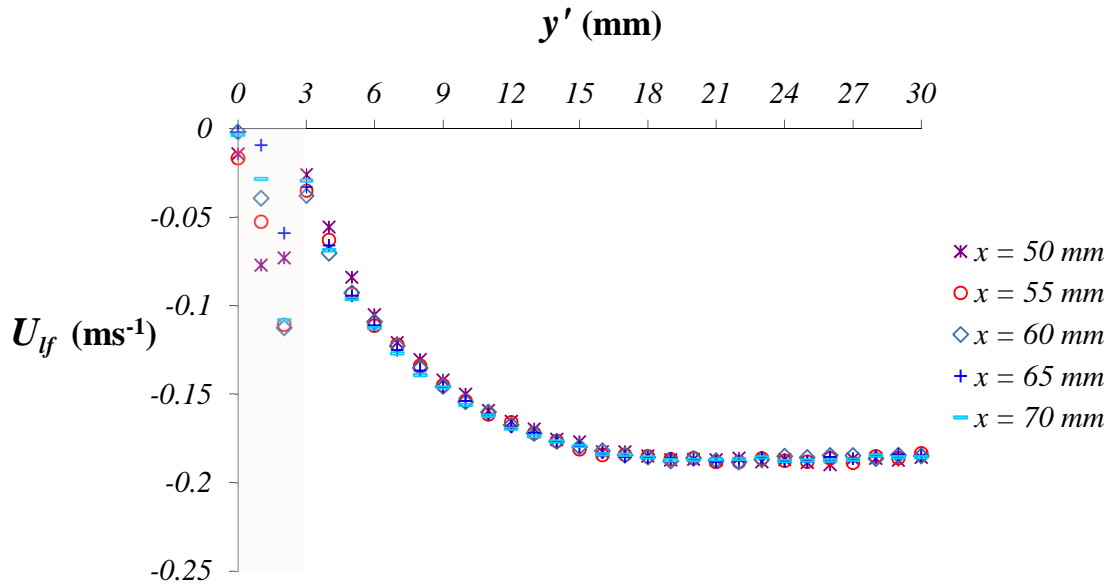 y' (mm)
0 3 6 9 12 15 18 21 24 27 30
0
-0.05
-0.1
-0.15
-0.2
-0.25
U_lf (ms⁻¹)
x = 50 mm
x = 55 mm
x = 60 mm
x = 65 mm
x = 70 mm